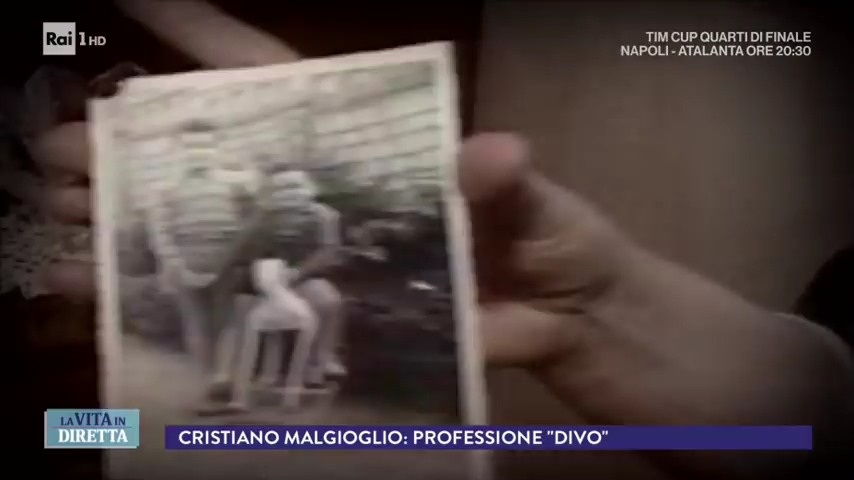 Rai 1 HD
TIM CUP QUARTI DI FINALE
NAPOLI - ATALANTA ORE 20:30
LA VITA IN
DIRETTA
CRISTIANO MALGIOGLIO: PROFESSIONE "DIVO"